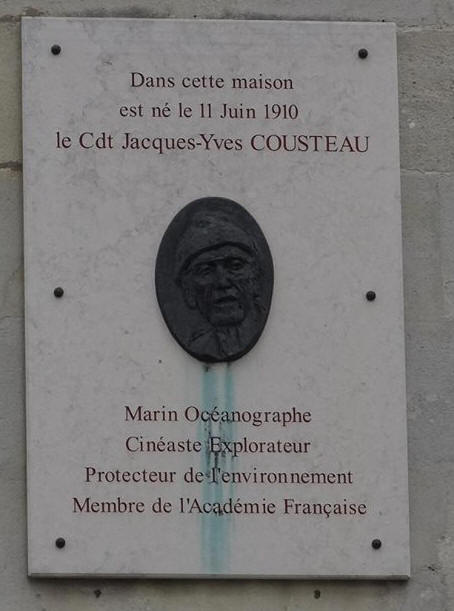 Dans cette maison
est né le 11 Juin 1910
le Cdt Jacques-Yves COUSTEAU
Marin Océanographe
Cinéaste Explorateur
Protecteur de l'environnement
Membre de l'Académie Française